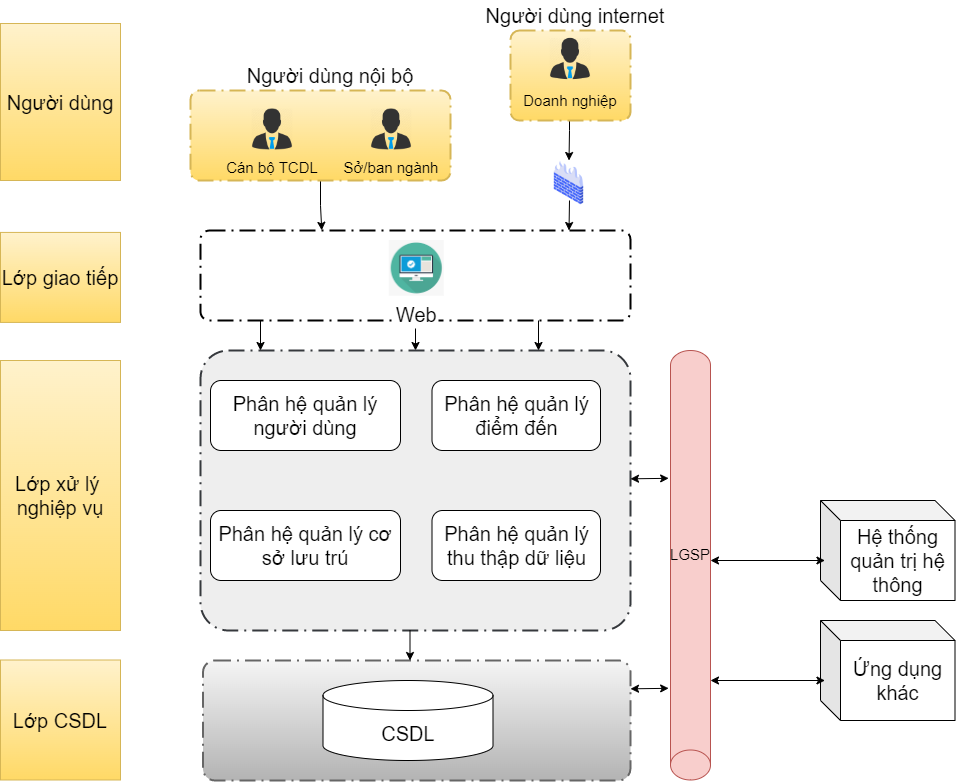 Người dùng internet
Doanh nghiệp
Người dùng nội bộ
Cán bộ TCDL
Sở/ban ngành
Người dùng
Lớp giao tiếp
Web
Lớp xử lý
nghiệp vụ
Phân hệ quản lý
người dùng
Phân hệ quản lý
điểm đến
Phân hệ quản lý cơ
sở lưu trú
Phân hệ quản lý
thu thập dữ liệu
LGSP
Hệ thống
quản trị hệ
thông
Ứng dụng
khác
Lớp CSDL
CSDL